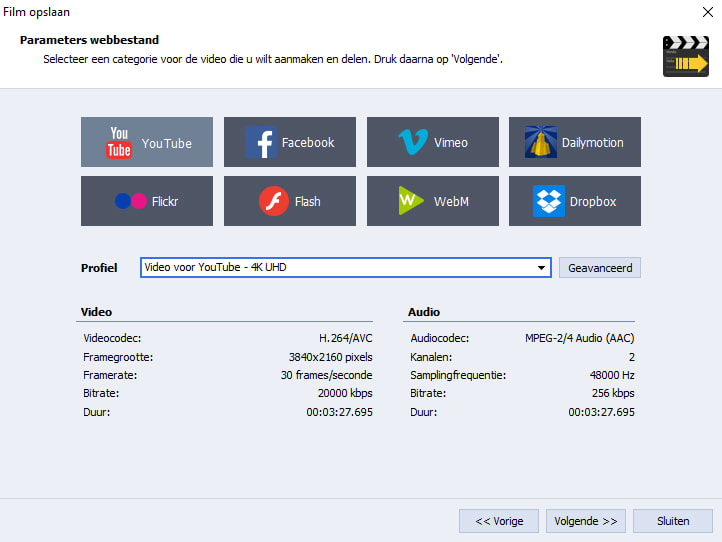 Film opslaan
Parameters webbestand
Selecteer een categorie voor de video die u wilt aanmaken en delen. Druk daarna op 'Volgende'.
You Tube YouTube
Facebook
Vimeo
Dailymotion
Flickr
Flash
WebM
Dropbox
Profiel Video voor YouTube - 4K UHD Geavanceerd
Video Audio
Videocodec: H.264/AVC Audiocodec: MPEG-2/4 Audio (AAC)
Framegrootte: 3840x2160 pixels Kanalen: 2
Framerate: 30 frames/seconde Samplingfrequentie: 48000 Hz
Bitrate: 20000 kbps Bitrate: 256 kbps
Duur: 00:03:27.695 Duur: 00:03:27.695
<< Vorige Volgende >> Sluiten